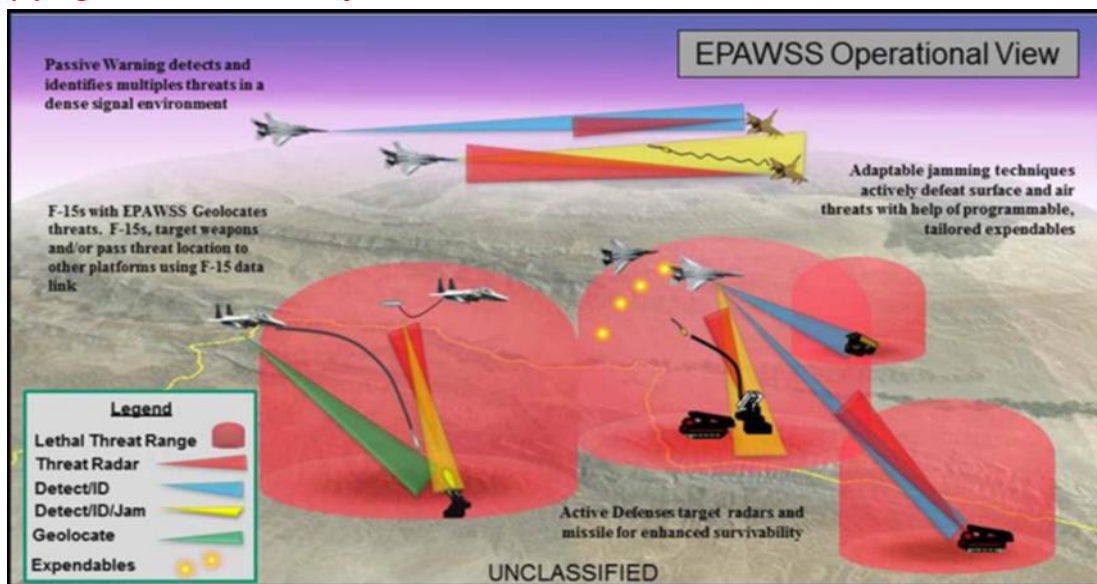 EPAWSS Operational View
Passive Warning detects and
identifies multiples threats in a
dense signal environment
Adaptable jamming techniques
actively defeat surface and air
threats with help of programmable,
tailored expendables
F-15s with EPAWSS Geolocates
threats. F-15s, target weapons
and/or pass threat location to
other platforms using F-15 data
link
Legend
Lethal Threat Range
Threat Radar
Detect/ID
Detect/ID/Jam
Geolocate
Expendables
Active Defenses target radars and
missile for enhanced survivability
UNCLASSIFIED